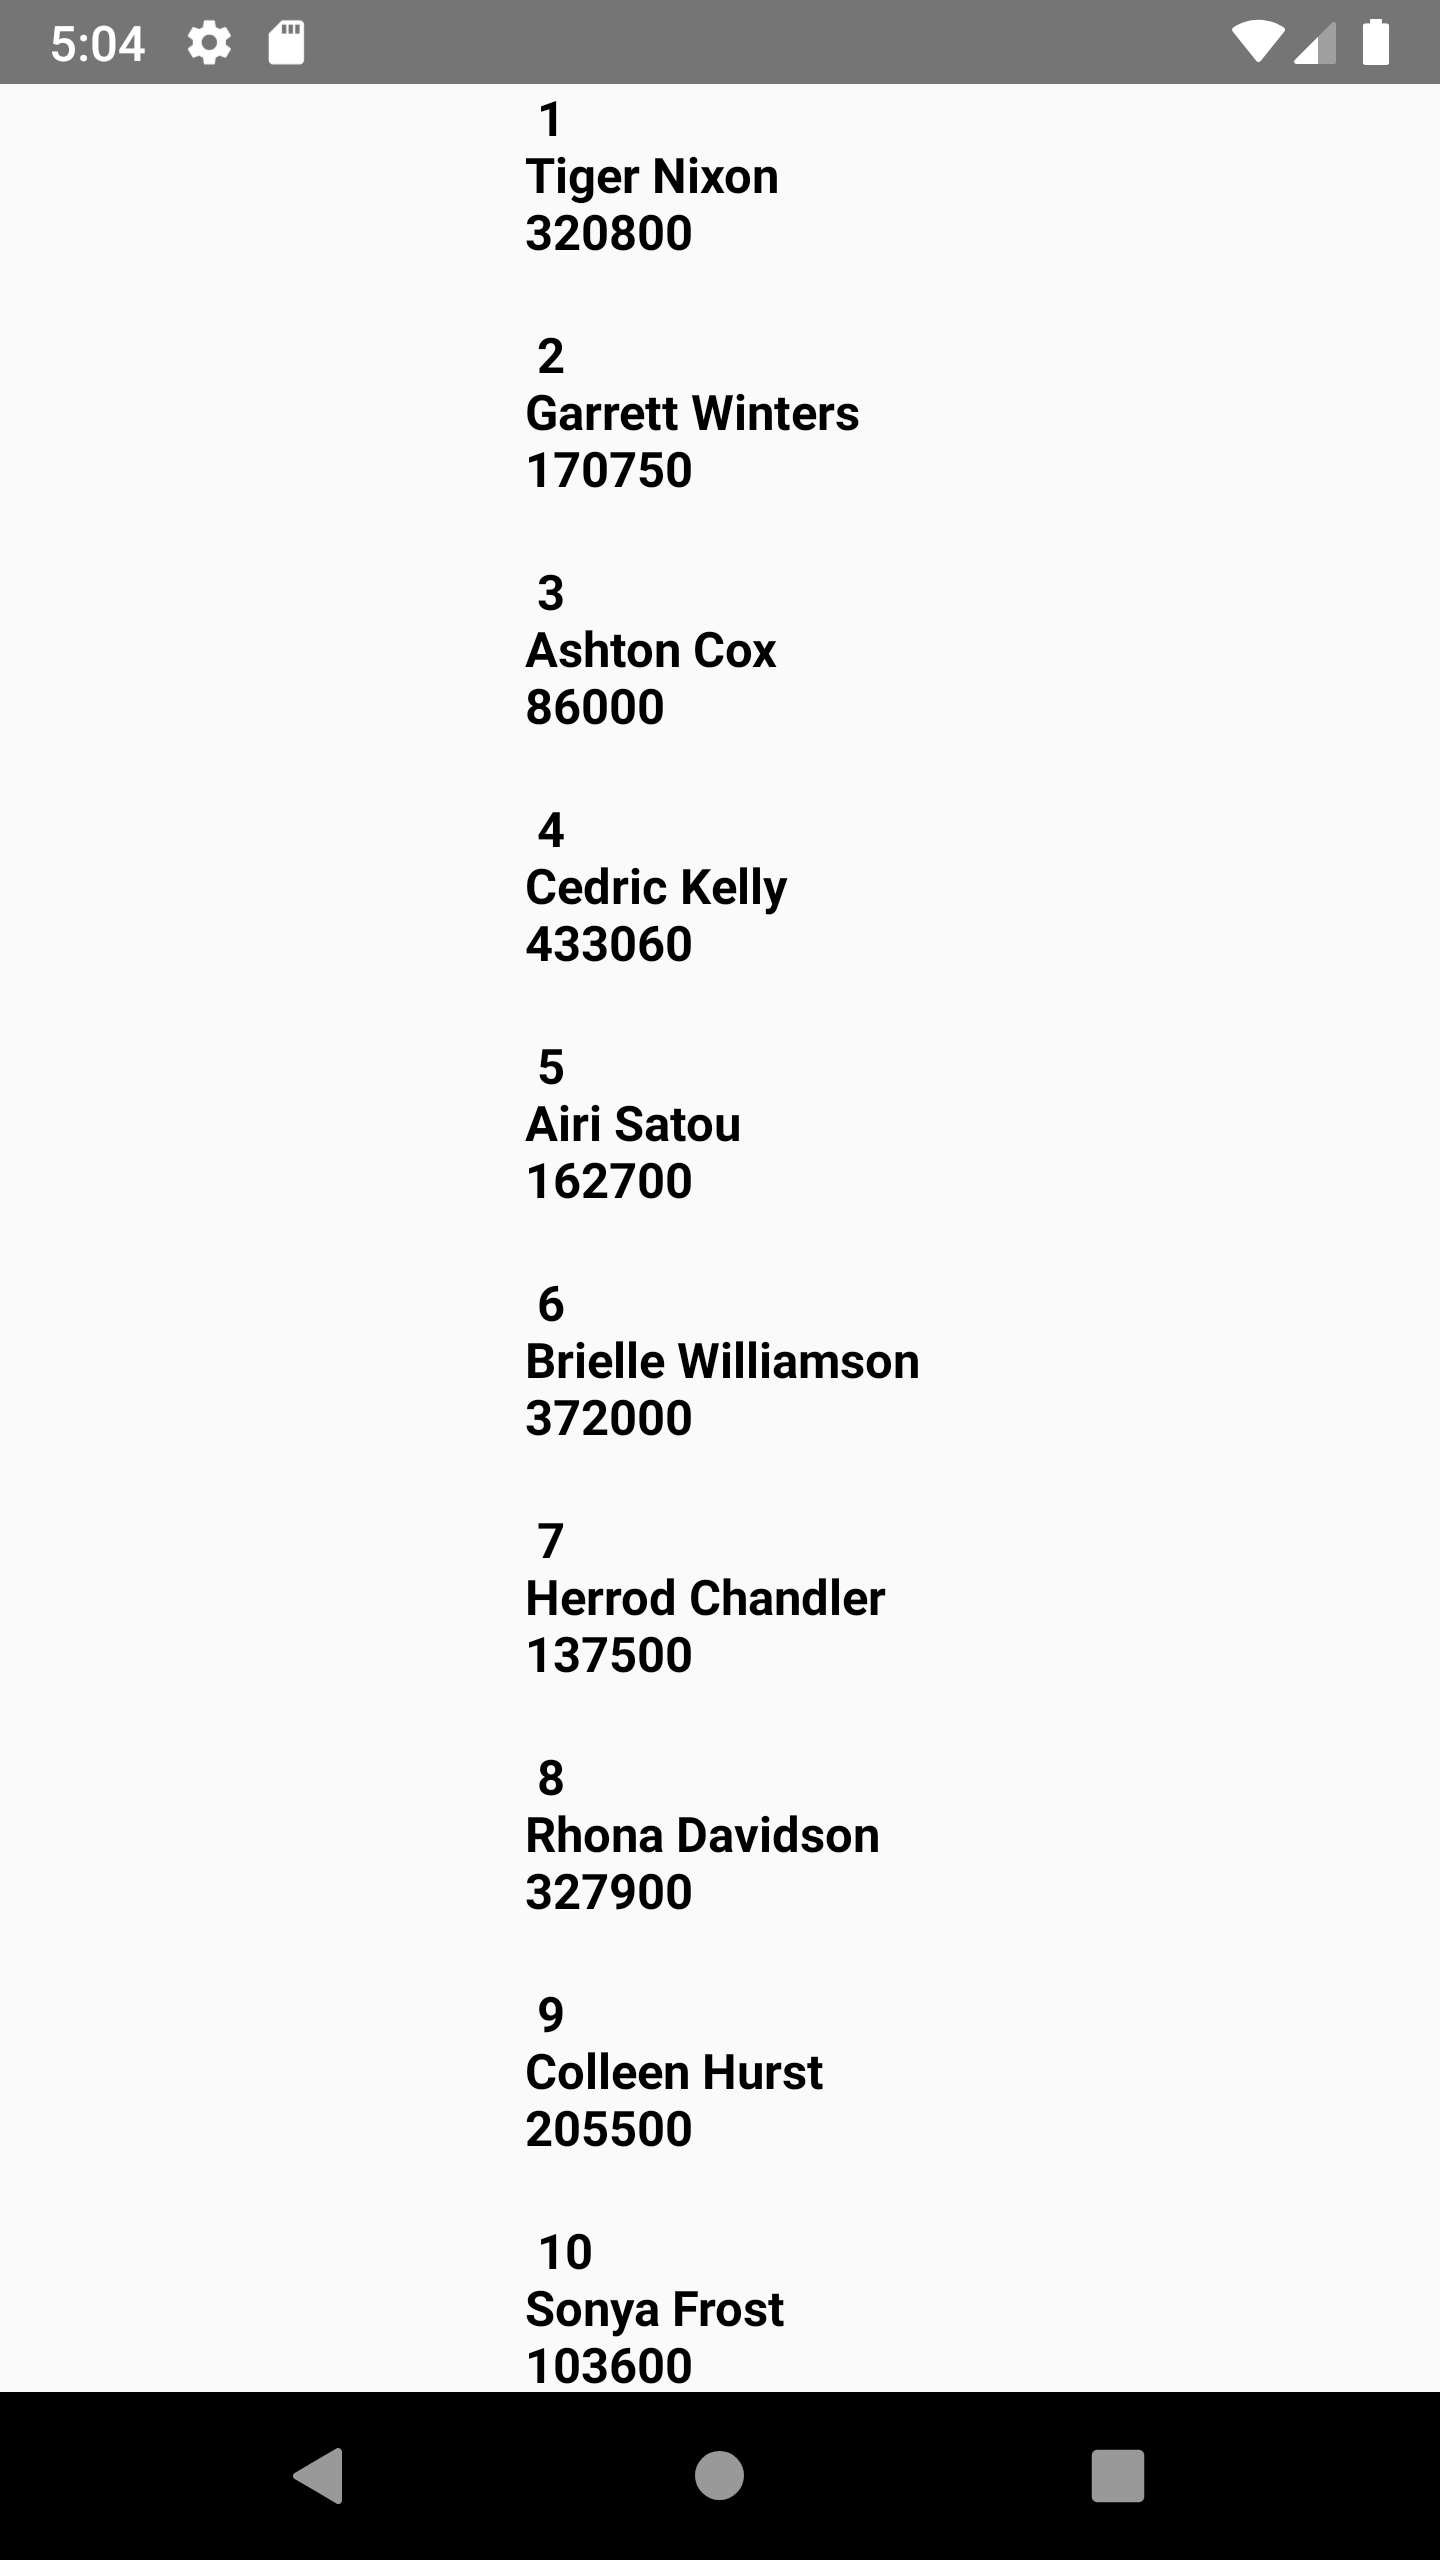 5:04
1
Tiger Nixon
320800
2
Garrett Winters
170750
3
Ashton Cox
86000
4
Cedric Kelly
433060
5
Airi Satou
162700
6
Brielle Williamson
372000
7
Herrod Chandler
137500
8
Rhona Davidson
327900
9
Colleen Hurst
205500
10
Sonya Frost
103600